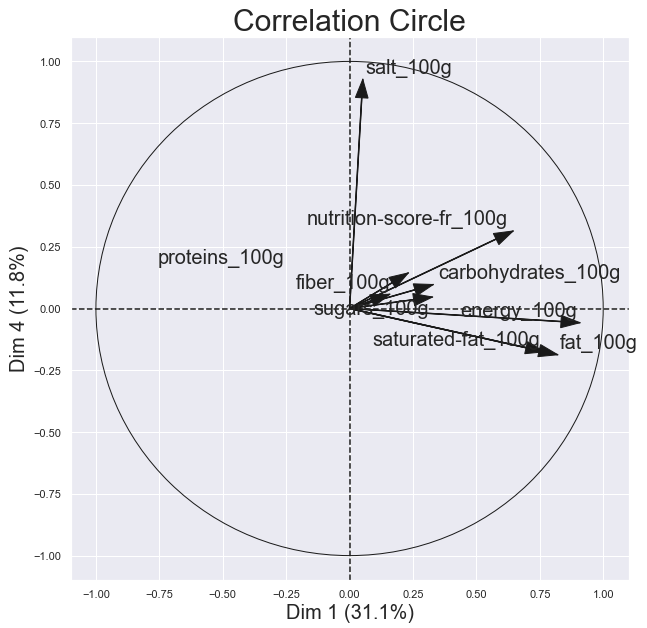 Correlation Circle
1.00
salt_100g
0.75
0.50
nutrition-score-fr_100g
0.25
proteins_100g
carbohydrates_100g
fiber_100g
0.00
sugars_100g
energy_100g
saturated-fat_100g
fat_100g
−0.25
−0.50
−0.75
−1.00
Dim 4 (11.8%)
−1.00 −0.75 −0.50 −0.25 0.00 0.25 0.50 0.75 1.00
Dim 1 (31.1%)